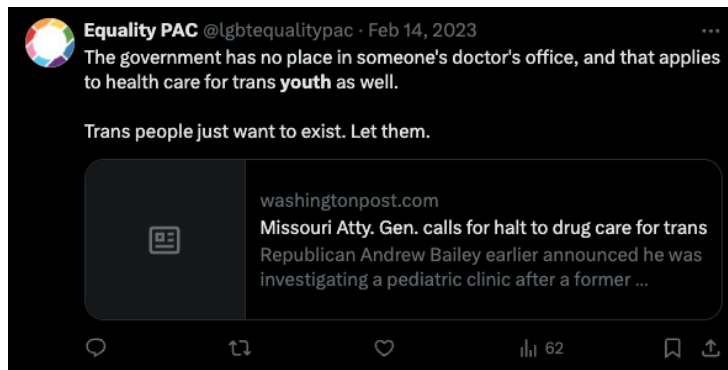 Equality PAC @lgbtequalitypac · Feb 14, 2023
The government has no place in someone's doctor's office, and that applies
to health care for trans youth as well.
Trans people just want to exist. Let them.
washingtonpost.com
Missouri Atty. Gen. calls for halt to drug care for trans
Republican Andrew Bailey earlier announced he was
investigating a pediatric clinic after a former ...
62